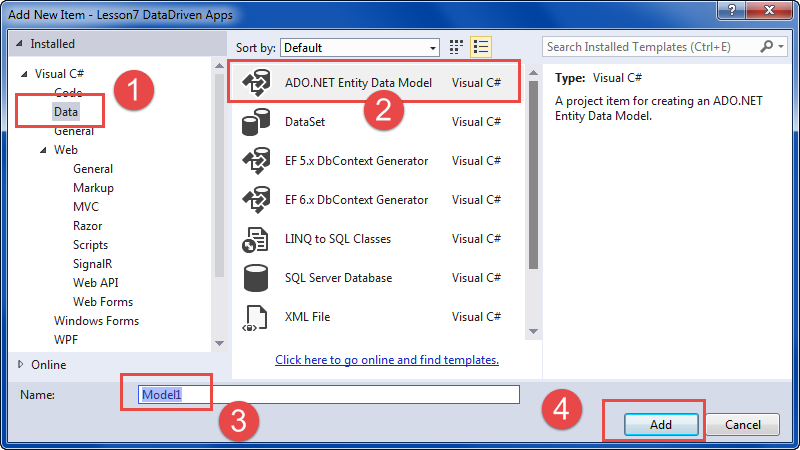 Add New Item - Lesson7 DataDriven Apps
Installed
Sort by: Default
Search Installed Templates (Ctrl+E)
Visual C#
Code
Data
General
Web
General
Markup
MVC
Razor
Scripts
SignalR
Web API
Web Forms
Windows Forms
WPF
Online
1
ADO.NET Entity Data Model Visual C#
2
DataSet Visual C#
EF 5.x DbContext Generator Visual C#
EF 6.x DbContext Generator Visual C#
LINQ to SQL Classes Visual C#
SQL Server Database Visual C#
XML File Visual C#
Click here to go online and find templates.
Type: Visual C#
A project item for creating an ADO.NET
Entity Data Model.
Name: Model1
3
4
Add Cancel